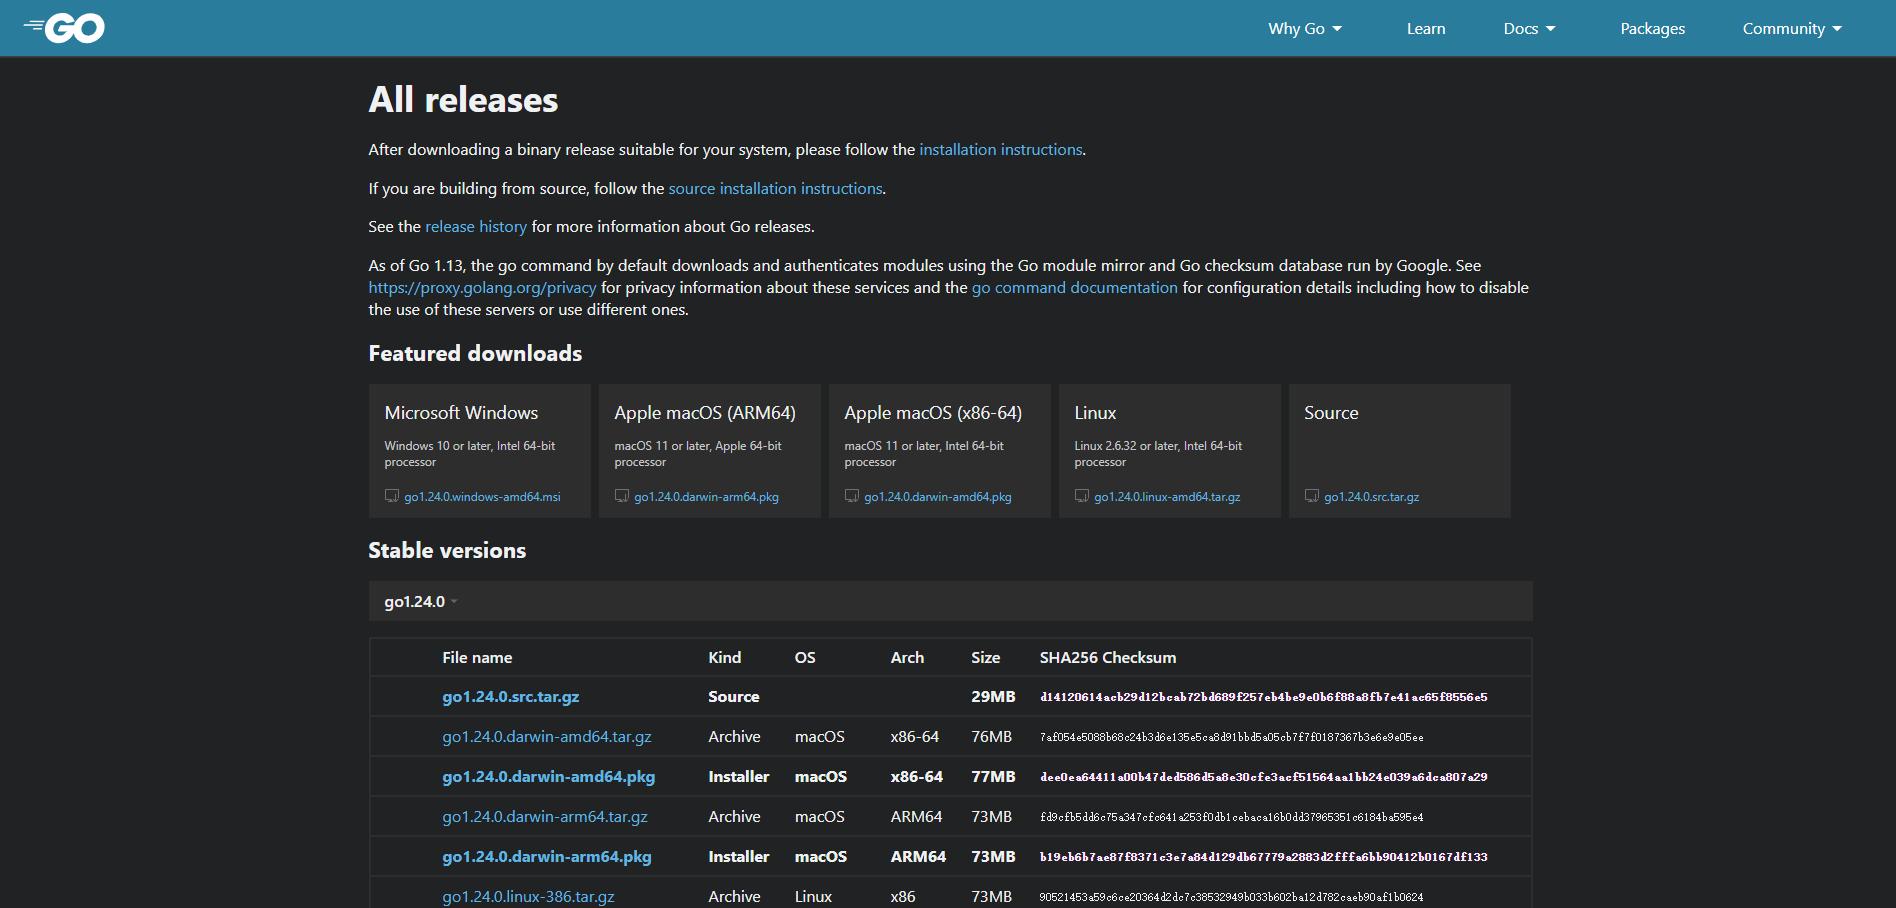 GO
Why Go
Learn
Docs
Packages
Community
All releases
After downloading a binary release suitable for your system, please follow the installation instructions.
If you are building from source, follow the source installation instructions.
See the release history for more information about Go releases.
As of Go 1.13, the go command by default downloads and authenticates modules using the Go module mirror and Go checksum database run by Google. See
https://proxy.golang.org/privacy for privacy information about these services and the go command documentation for configuration details including how to disable
the use of these servers or use different ones.
Featured downloads
Microsoft Windows
Windows 10 or later, Intel 64-bit
processor
go1.24.0.windows-amd64.msi
Apple macOS (ARM64)
macOS 11 or later, Apple 64-bit
processor
go1.24.0.darwin-arm64.pkg
Apple macOS (x86-64)
macOS 11 or later, Intel 64-bit
processor
go1.24.0.darwin-amd64.pkg
Linux
Linux 2.6.32 or later, Intel 64-bit
processor
go1.24.0.linux-amd64.tar.gz
Source
go1.24.0.src.tar.gz
Stable versions
go1.24.0
File name Kind OS Arch Size SHA256 Checksum
go1.24.0.src.tar.gz Source 29MB d14120614acb29d12bcab72bd689f257eb4be9e0b6f88a8fb7e41ac65f8556e5
go1.24.0.darwin-amd64.tar.gz Archive macOS x86-64 76MB 7af054e5088b68c24b3d6e135e5ca8d91bbd5a05cb7f7f0187367b3e6e9e05ee
go1.24.0.darwin-amd64.pkg Installer macOS x86-64 77MB dee0ea64411a00b47ded586d5a8e30cfe3acf51564aa1bb24e039a6dca807a29
go1.24.0.darwin-arm64.tar.gz Archive macOS ARM64 73MB fd9cfb5dd6c75a347cfc641a253f0db1cebaca16b0dd37965351c6184ba595e4
go1.24.0.darwin-arm64.pkg Installer macOS ARM64 73MB b19eb6b7ae87f8371c3e7a84d129db67779a2883d2fffa6bb90412b0167df133
go1.24.0.linux-386.tar.gz Archive Linux x86 73MB 90521453a59c6ce20364d2dc7c38532949b033b602ba12d782caeb90af1b0624